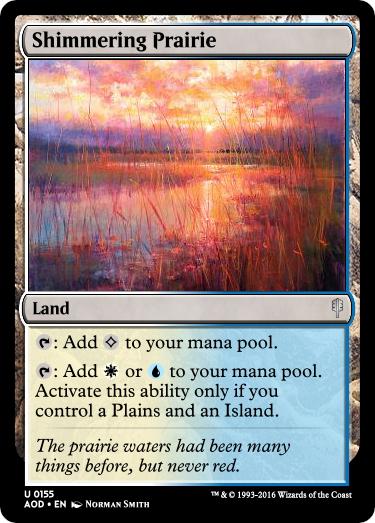 Shimmering Prairie
Land
: Add to your mana pool.
: Add or to your mana pool.
Activate this ability only if you
control a Plains and an Island.
The prairie waters had been many
things before, but never red.
U 0155
AOD • EN Norman Smith
™ & © 1993-2016 Wizards of the Coast